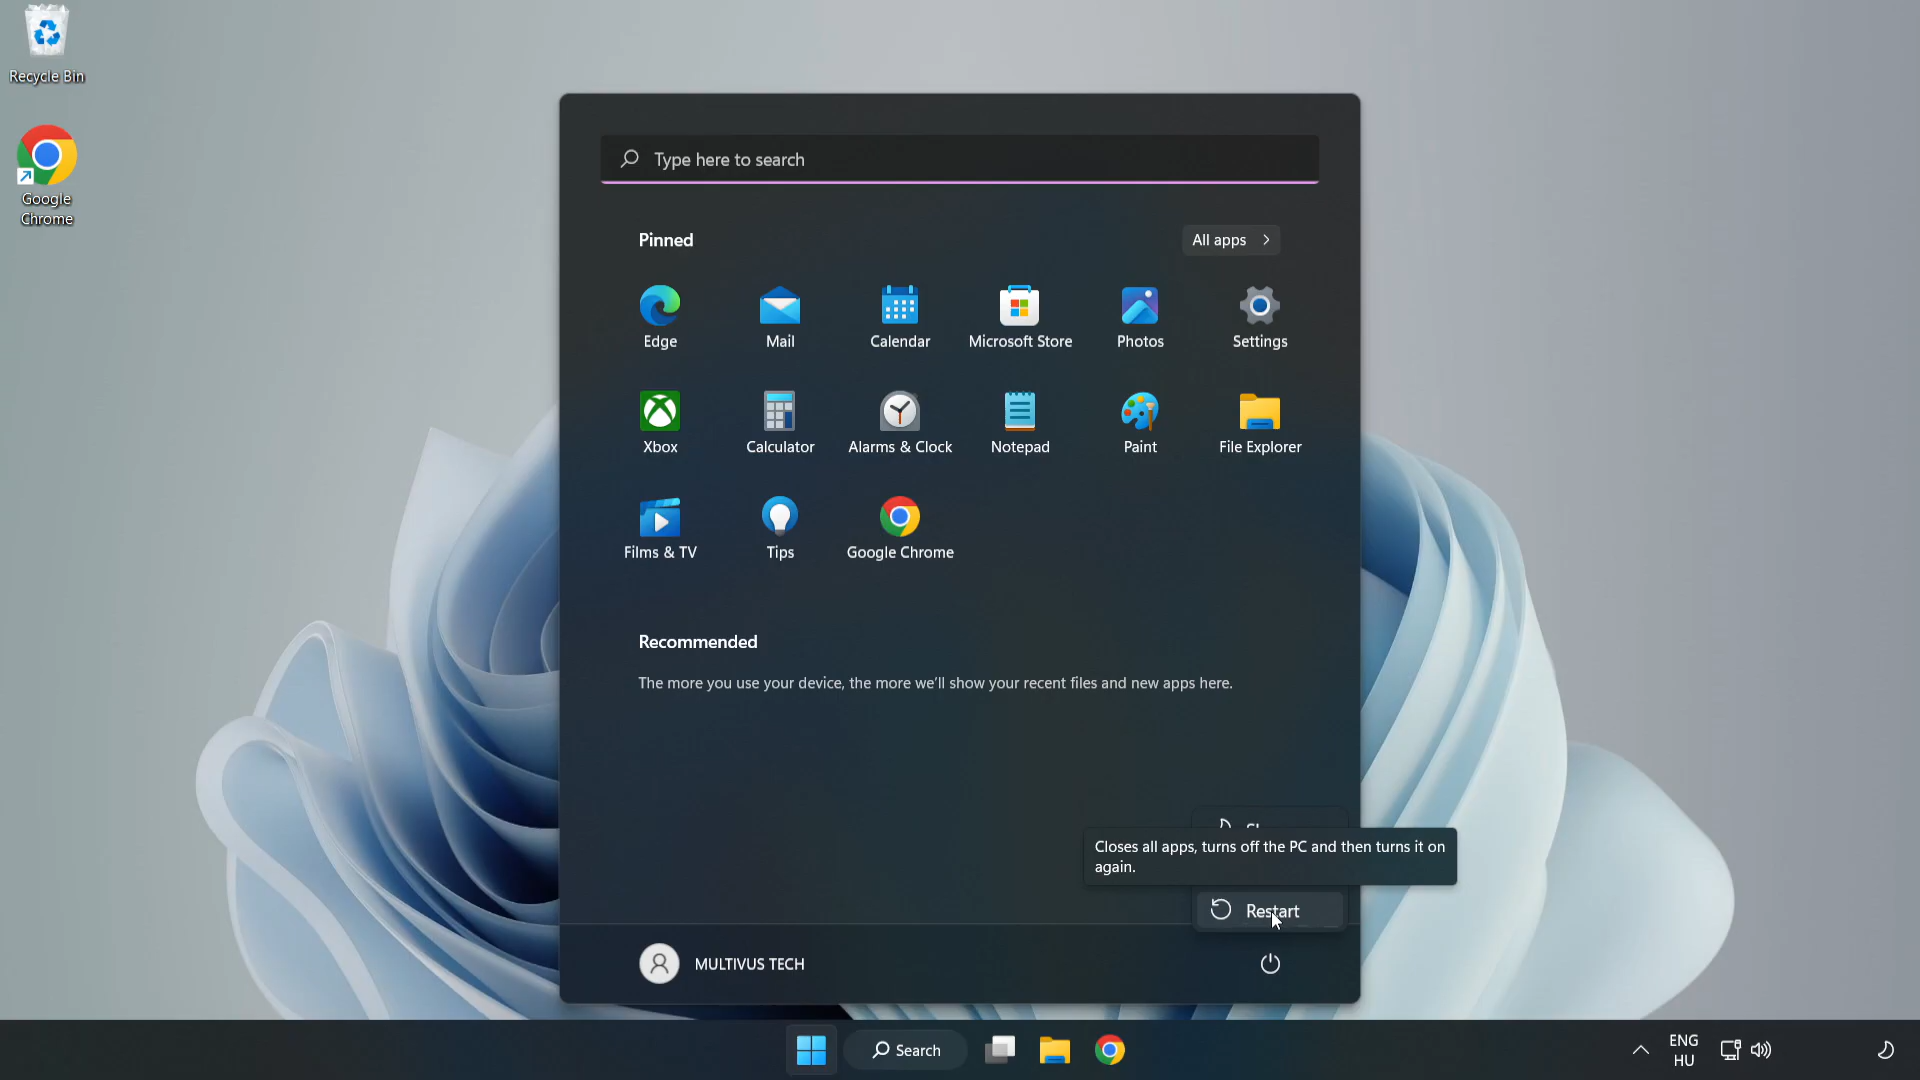 Recycle Bin
Google
Chrome
Type here to search
Pinned
All apps
Edge
Mail
Calendar
Microsoft Store
Photos
Settings
Xbox
Calculator
Alarms & Clock
Notepad
Paint
File Explorer
Films & TV
Tips
Google Chrome
Recommended
The more you use your device, the more we'll show your recent files and new apps here.
Closes all apps, turns off the PC and then turns it on
again.
Restart
MULTIVUS TECH
Search
ENG
HU